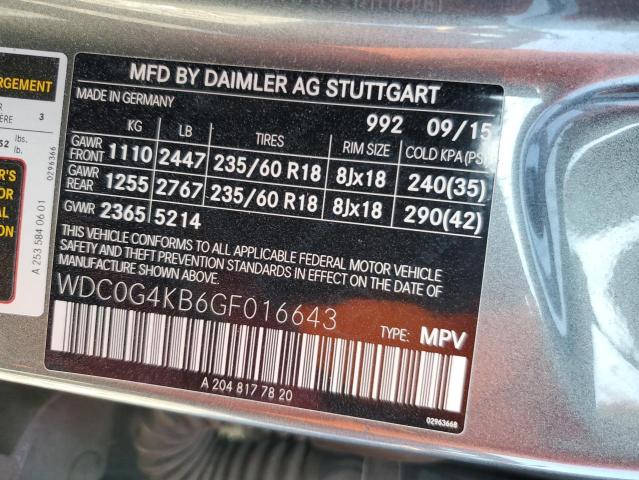 ARGEMENT
3
lbs.
lb.
0296366
A 253 584 06 01
MFD BY DAIMLER AG STUTTGART
MADE IN GERMANY
992 09/15
KG LB TIRES RIM SIZE COLD KPA (PSI
GAWR FRONT 1110 2447 235/60 R18 8Jx18 240(35)
GAWR REAR 1255 2767 235/60 R18 8Jx18 290(42)
GVWR 2365 5214
THIS VEHICLE CONFORMS TO ALL APPLICABLE FEDERAL MOTOR VEHICLE
SAFETY AND THEFT PREVENTION STANDARDS IN EFFECT ON THE DATE OF
MANUFACTURE SHOWN ABOVE.
WDC0G4KB6GF016643
TYPE: MPV
A 204 817 78 20
02963668